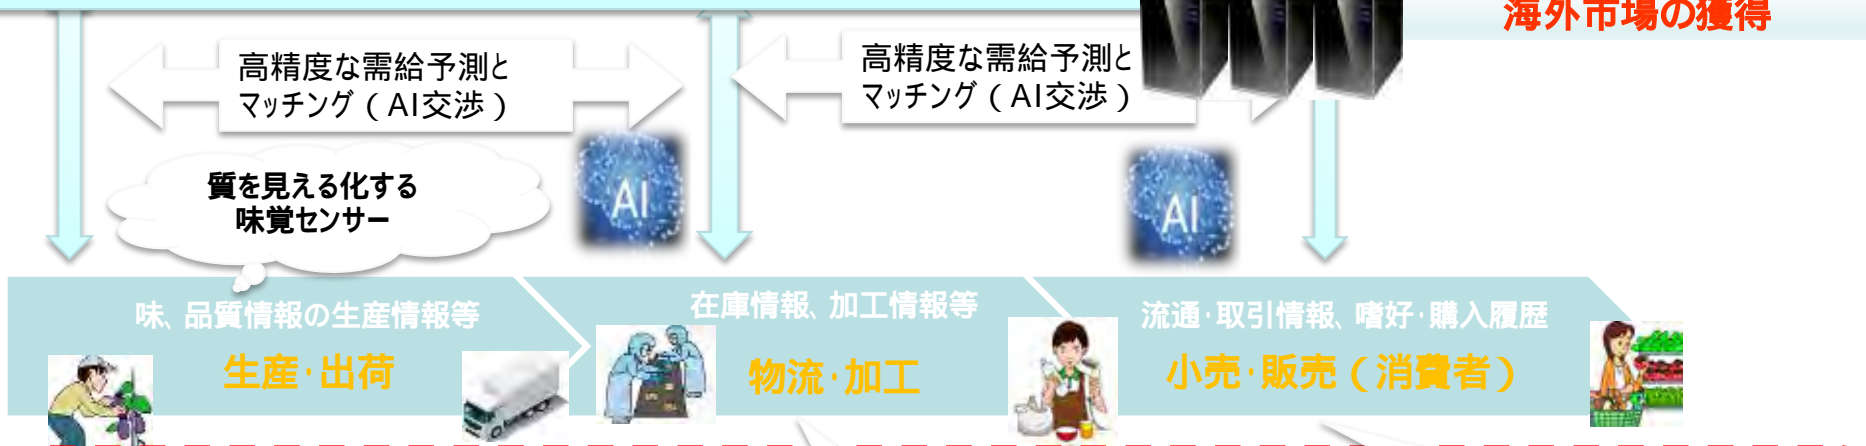 海外市場の獲得
高精度な需給予測と
マッチング(AI交渉)
高精度な需給予測と
マッチング(AI交渉)
質を見える化する
味覚センサー
AI
AI
味、品質情報の生産情報等
生産・出荷
在庫情報、加工情報等
物流・加工
流通・取引情報、嗜好・購入履歴
小売・販売(消費者)